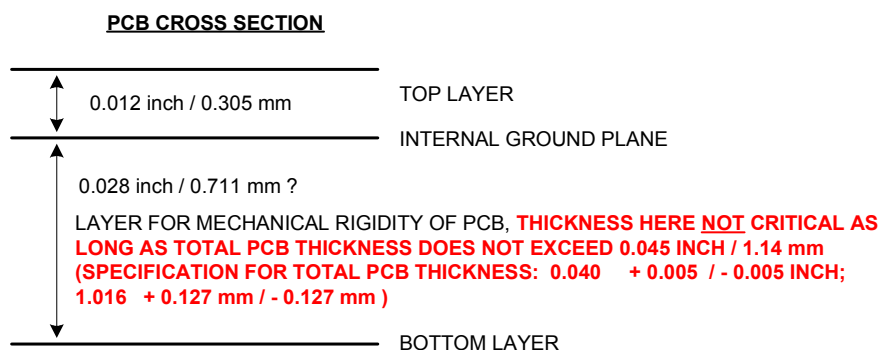 PCB CROSS SECTION
0.012 inch / 0.305 mm
TOP LAYER
INTERNAL GROUND PLANE
0.028 inch / 0.711 mm ?
LAYER FOR MECHANICAL RIGIDITY OF PCB, THICKNESS HERE NOT CRITICAL AS
LONG AS TOTAL PCB THICKNESS DOES NOT EXCEED 0.045 INCH / 1.14 mm
(SPECIFICATION FOR TOTAL PCB THICKNESS:  0.040    + 0.005  / - 0.005 INCH;
1.016   + 0.127 mm / - 0.127 mm )
BOTTOM LAYER